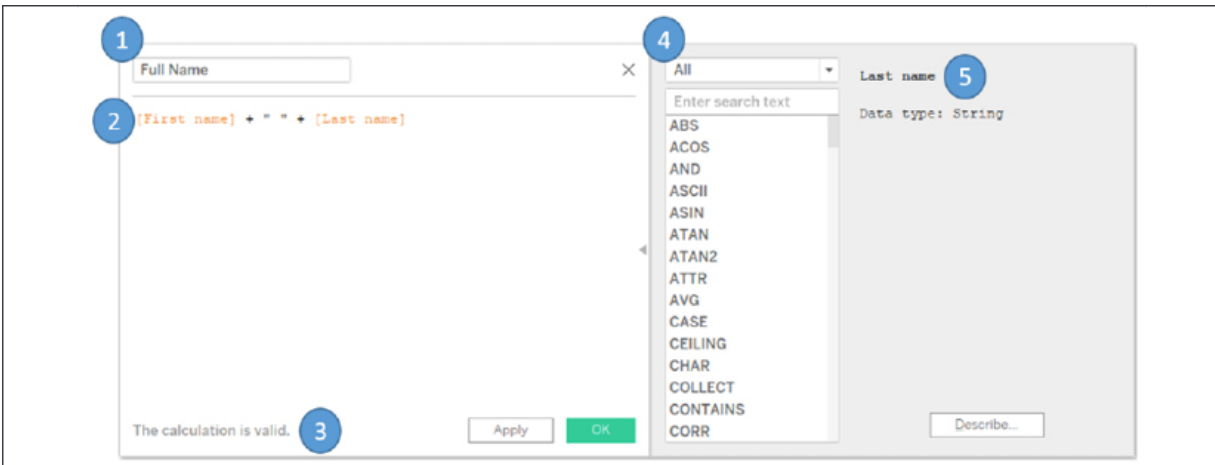 1
Full Name
2
[First name] + " " + [Last name]
The calculation is valid.
3
Apply
OK
4
All
Enter search text
ABS
ACOS
AND
ASCII
ASIN
ATAN
ATAN2
ATTR
AVG
CASE
CEILING
CHAR
COLLECT
CONTAINS
CORR
Last name
5
Data type: String
Describe...